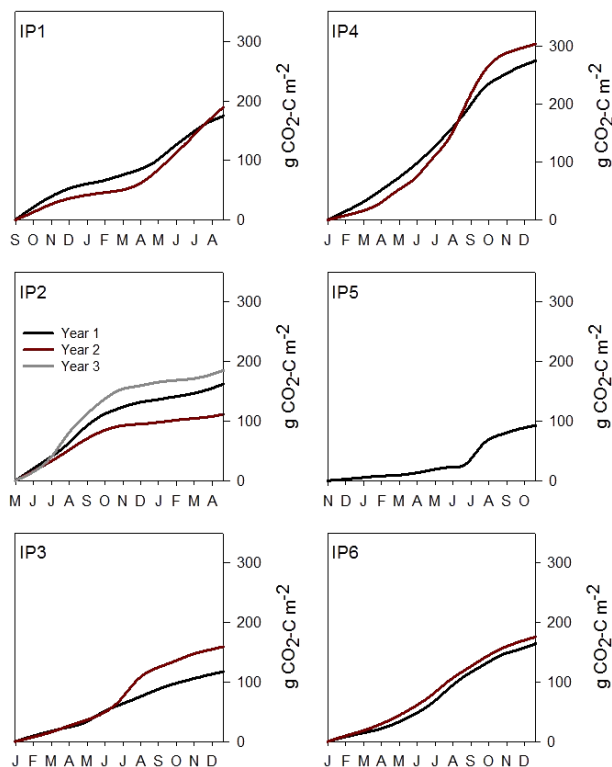 IP1
300
200
100
0
g CO2-C m-2
S O N D J F M A M J J A
IP4
300
200
100
0
g CO2-C m-2
J F M A M J J A S O N D
IP2
Year 1
Year 2
Year 3
300
200
100
0
g CO2-C m-2
M J J A S O N D J F M A
IP5
300
200
100
0
g CO2-C m-2
N D J F M A M J J A S O
IP3
300
200
100
0
g CO2-C m-2
J F M A M J J A S O N D
IP6
300
200
100
0
g CO2-C m-2
J F M A M J J A S O N D